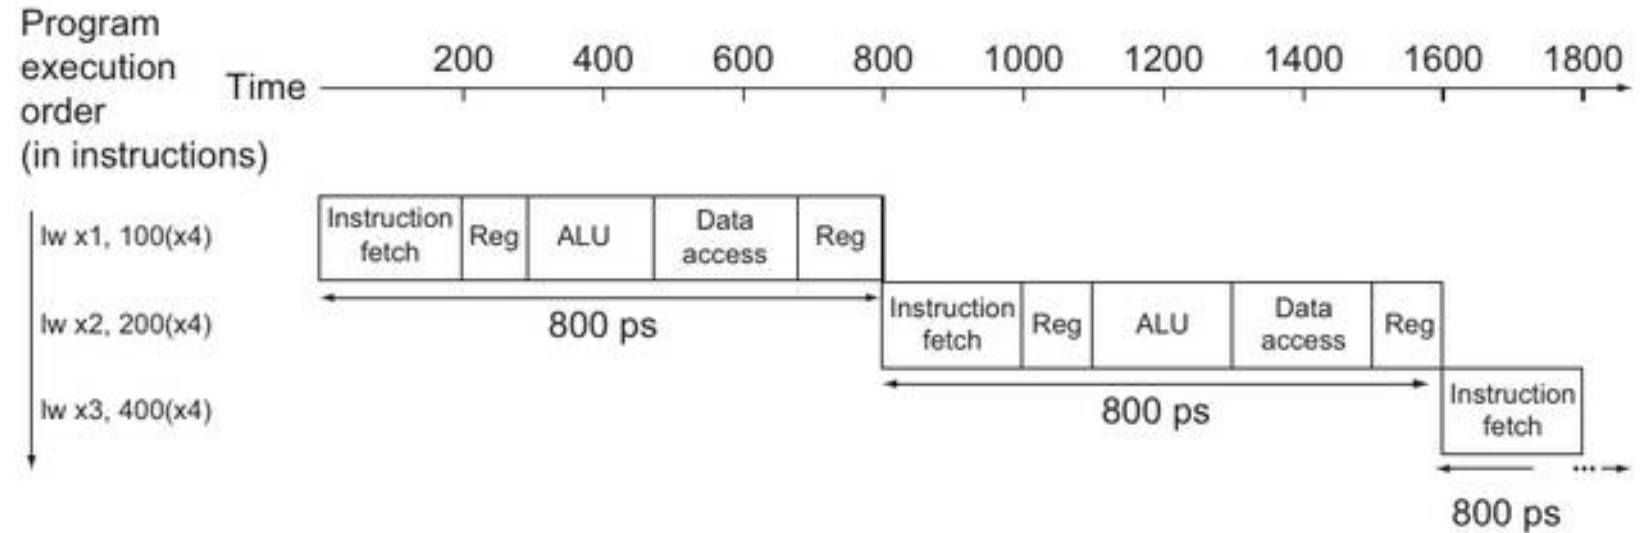 Program
execution
order
(in instructions)
Time
200 400 600 800 1000 1200 1400 1600 1800
lw x1, 100(x4)
Instruction
fetch
Reg
ALU
Data
access
Reg
800 ps
lw x2, 200(x4)
Instruction
fetch
Reg
ALU
Data
access
Reg
800 ps
lw x3, 400(x4)
Instruction
fetch
...
800 ps